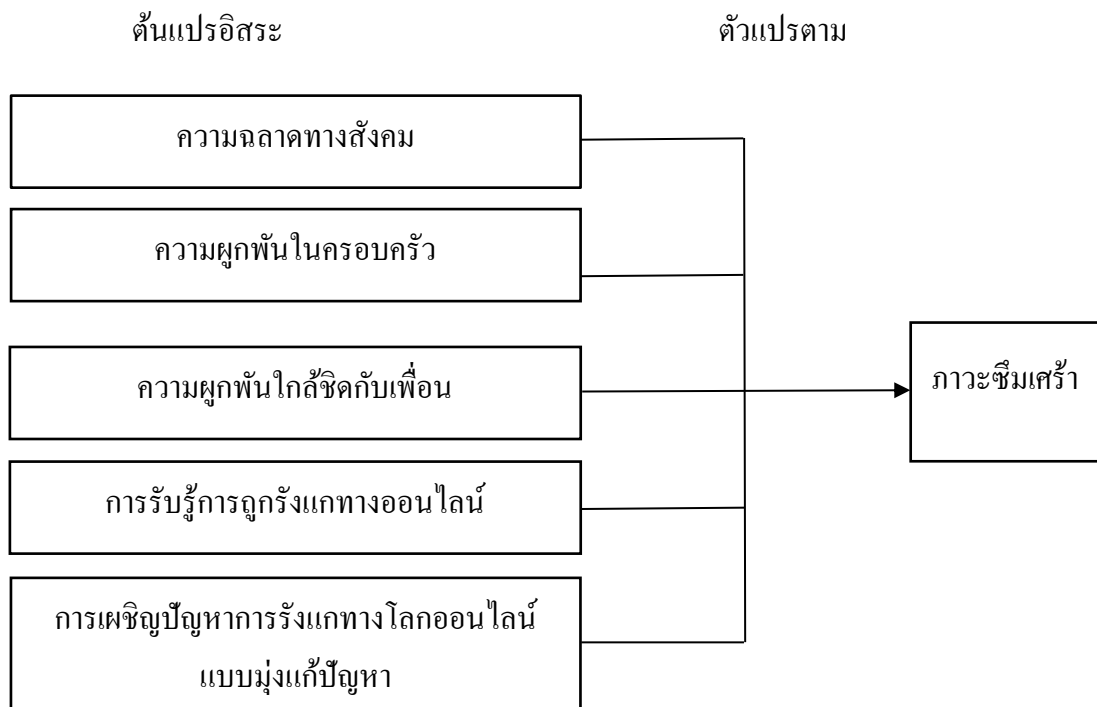 ต้นแปรอิสระ
ตัวแปรตาม
ความฉลาดทางสังคม
ความผูกพันในครอบครัว
ความผูกพันใกล้ชิดกับเพื่อน
ภาวะซึมเศร้า
การรับรู้การถูกรังแกทางออนไลน์
การเผชิญปัญหาการรังแกทางโลกออนไลน์
แบบมุ่งแก้ปัญหา